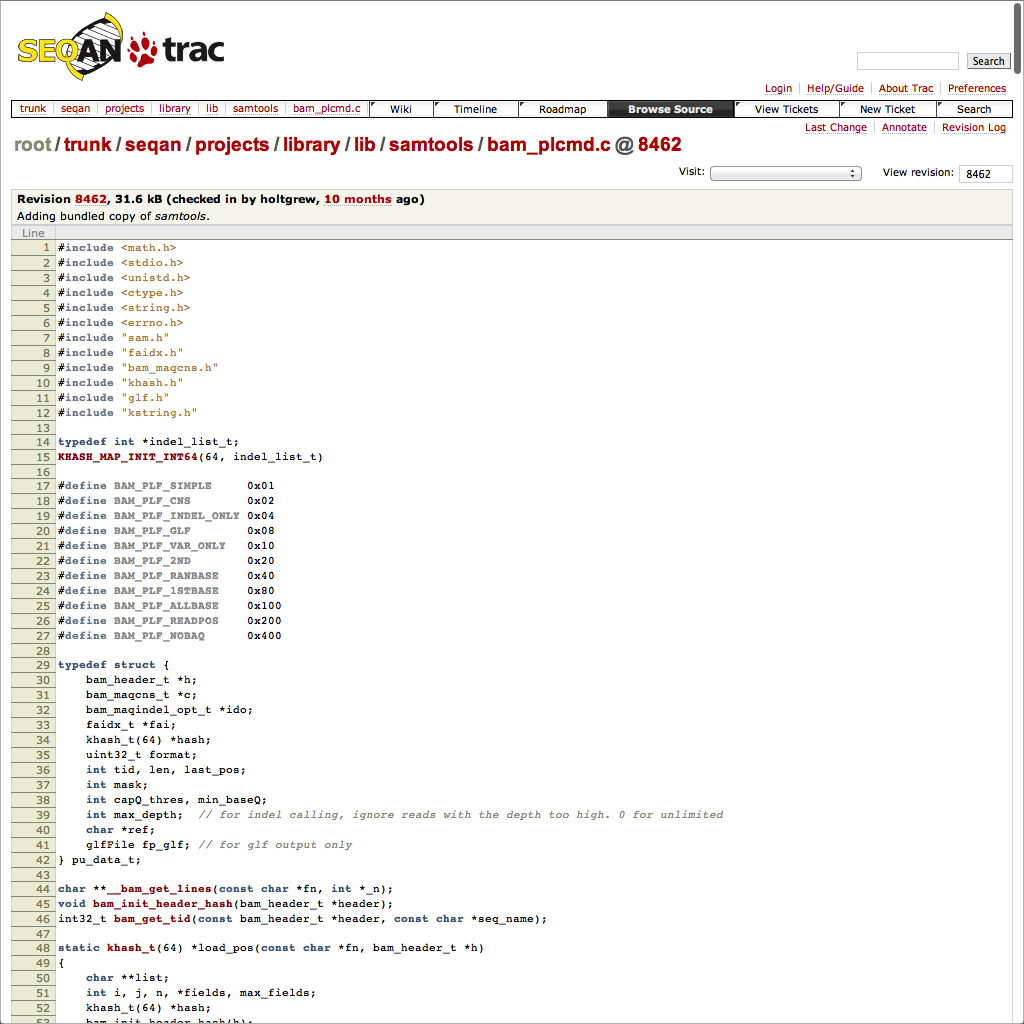 SEQAN trac
Search
Login Help/Guide About Trac Preferences
trunk seqan projects library lib samtools bam_plcmd.c Wiki Timeline Roadmap Browse Source View Tickets New Ticket Search
Last Change Annotate Revision Log
root/trunk/seqan/projects/library/lib/samtools/bam_plcmd.c @ 8462
Visit: View revision: 8462
Revision 8462, 31.6 kB (checked in by holtgrew, 10 months ago)
Adding bundled copy of samtools.
Line
1 #include <math.h>
2 #include <stdio.h>
3 #include <unistd.h>
4 #include <ctype.h>
5 #include <string.h>
6 #include <errno.h>
7 #include "sam.h"
8 #include "faidx.h"
9 #include "bam_maqcns.h"
10 #include "khash.h"
11 #include "glf.h"
12 #include "kstring.h"
13
14 typedef int *indel_list_t;
15 KHASH_MAP_INIT_INT64(64, indel_list_t)
16
17 #define BAM_PLF_SIMPLE     0x01
18 #define BAM_PLF_CNS        0x02
19 #define BAM_PLF_INDEL_ONLY 0x04
20 #define BAM_PLF_GLF        0x08
21 #define BAM_PLF_VAR_ONLY   0x10
22 #define BAM_PLF_2ND        0x20
23 #define BAM_PLF_RANBASE    0x40
24 #define BAM_PLF_1STBASE    0x80
25 #define BAM_PLF_ALLBASE    0x100
26 #define BAM_PLF_READPOS    0x200
27 #define BAM_PLF_NOBAQ      0x400
28
29 typedef struct {
30     bam_header_t *h;
31     bam_maqcns_t *c;
32     bam_maqindel_opt_t *ido;
33     faidx_t *fai;
34     khash_t(64) *hash;
35     uint32_t format;
36     int tid, len, last_pos;
37     int mask;
38     int capQ_thres, min_baseQ;
39     int max_depth;  // for indel calling, ignore reads with the depth too high. 0 for unlimited
40     char *ref;
41     glfFile fp_glf; // for glf output only
42 } pu_data_t;
43
44 char **__bam_get_lines(const char *fn, int *_n);
45 void bam_init_header_hash(bam_header_t *header);
46 int32_t bam_get_tid(const bam_header_t *header, const char *seq_name);
47
48 static khash_t(64) *load_pos(const char *fn, bam_header_t *h)
49 {
50     char **list;
51     int i, j, n, *fields, max_fields;
52     khash_t(64) *hash;
53     bam_init_header_hash(h);